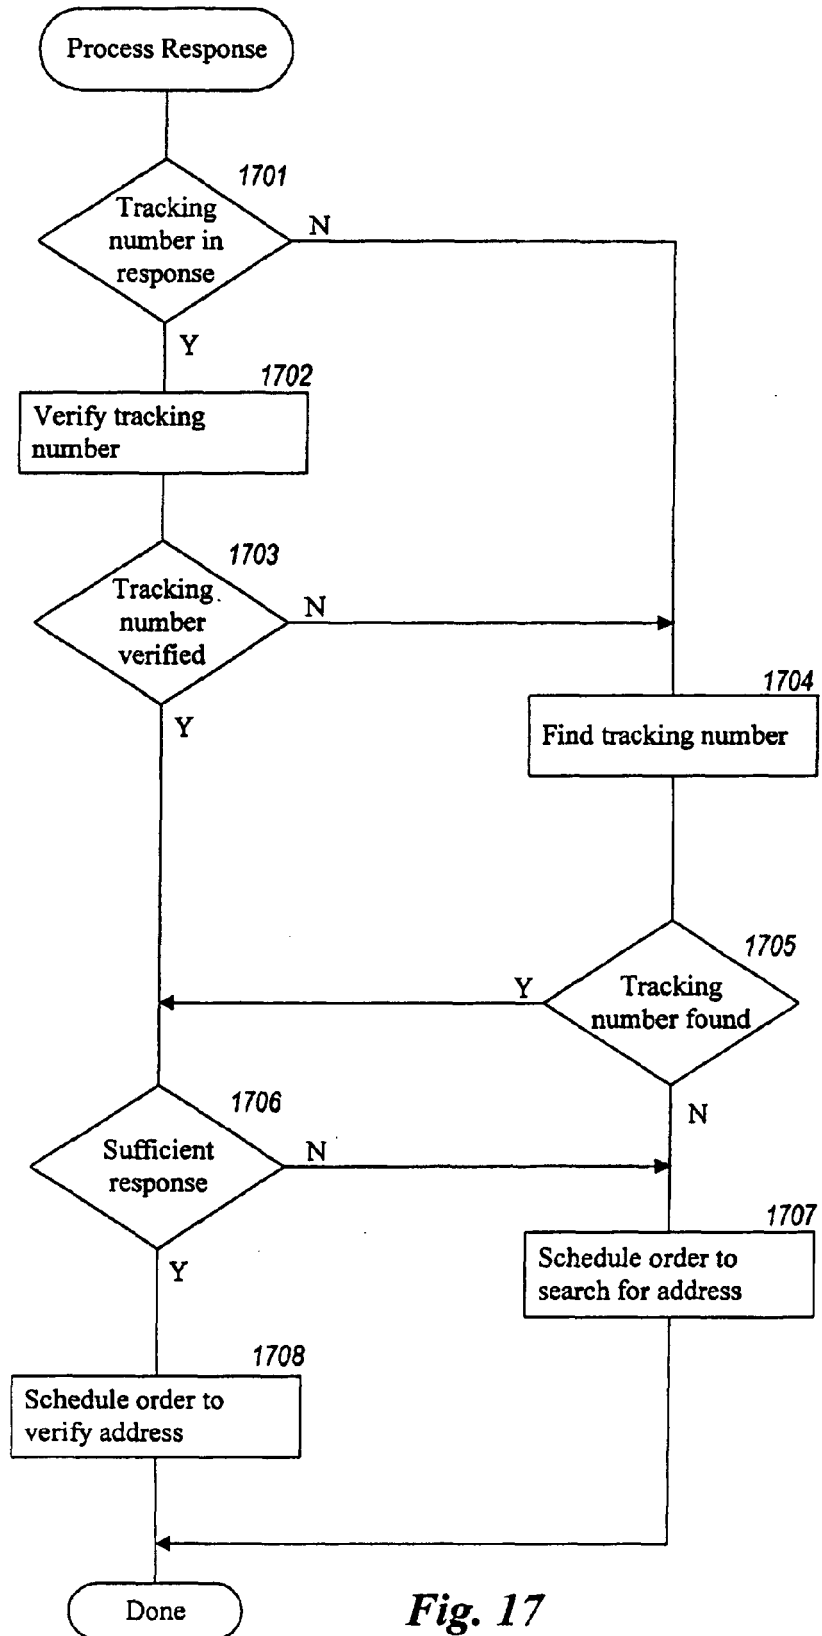 Process Response
1701
Tracking
number in
response
N
Y
1702
Verify tracking
number
1703
Tracking
number
verified
N
Y
1704
Find tracking number
1705
Tracking
number found
Y
N
1706
Sufficient
response
N
Y
1707
Schedule order to
search for address
1708
Schedule order to
verify address
Done
Fig. 17